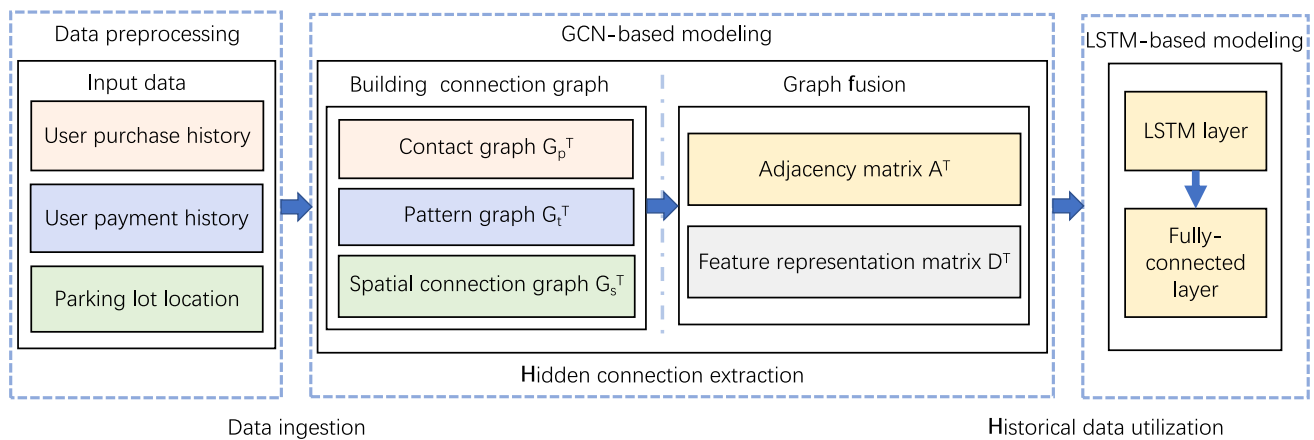 Data preprocessing
Input data
User purchase history
User payment history
Parking lot location
GCN-based modeling
Building connection graph
Contact graph Gₚᵀ
Pattern graph Gₜᵀ
Spatial connection graph Gₛᵀ
Graph fusion
Adjacency matrix Aᵀ
Feature representation matrix Dᵀ
Hidden connection extraction
LSTM-based modeling
LSTM layer
Fully-
connected
layer
Data ingestion
Historical data utilization